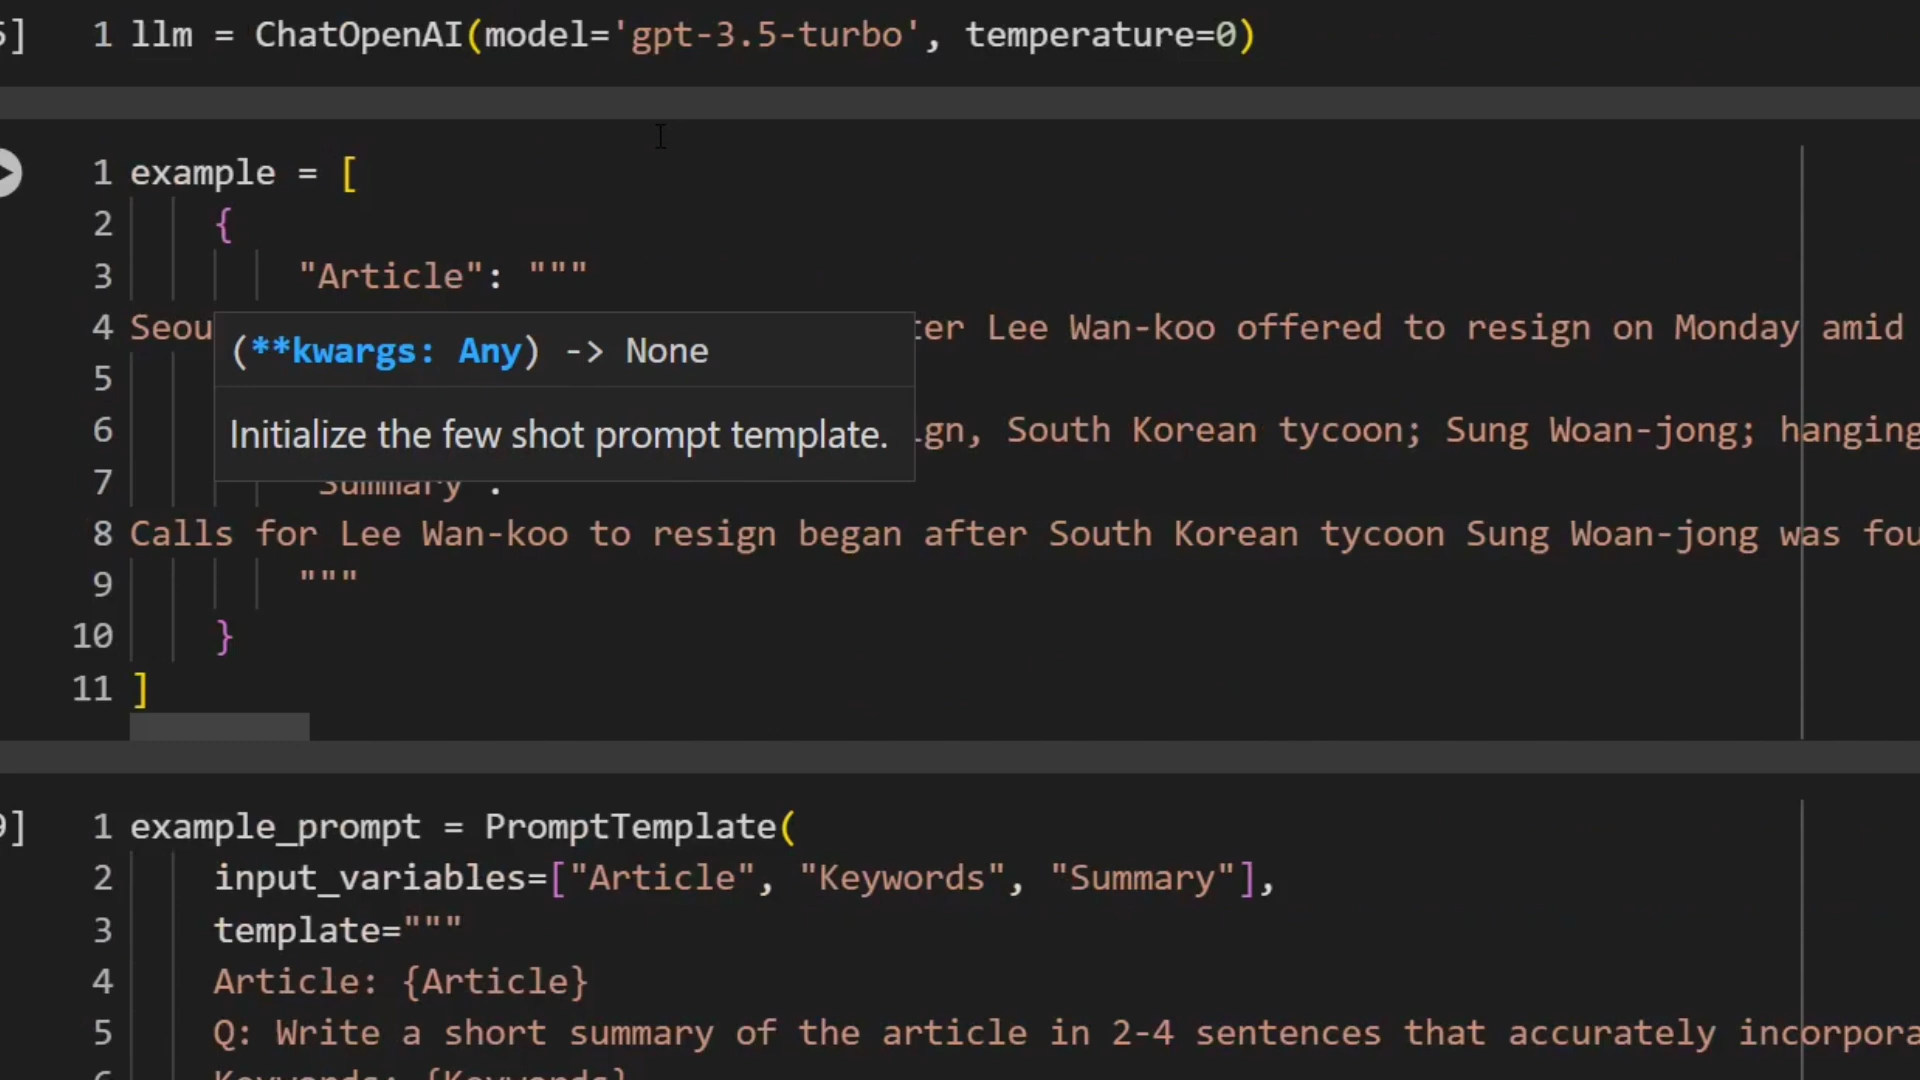 5] 1 llm = ChatOpenAI(model='gpt-3.5-turbo', temperature=0)
1 example = [
2 {
3 "Article": """
4 Seou er Lee Wan-koo offered to resign on Monday amid
(**kwargs: Any) -> None
5
Initialize the few shot prompt template.
6 gn, South Korean tycoon; Sung Woan-jong; hanging
7 Summary :
8 Calls for Lee Wan-koo to resign began after South Korean tycoon Sung Woan-jong was fou
9 """
10 }
11 ]
9] 1 example_prompt = PromptTemplate(
2 input_variables=["Article", "Keywords", "Summary"],
3 template="""
4 Article: {Article}
5 Q: Write a short summary of the article in 2-4 sentences that accurately incorpora
6 Keywords: {Keywords}